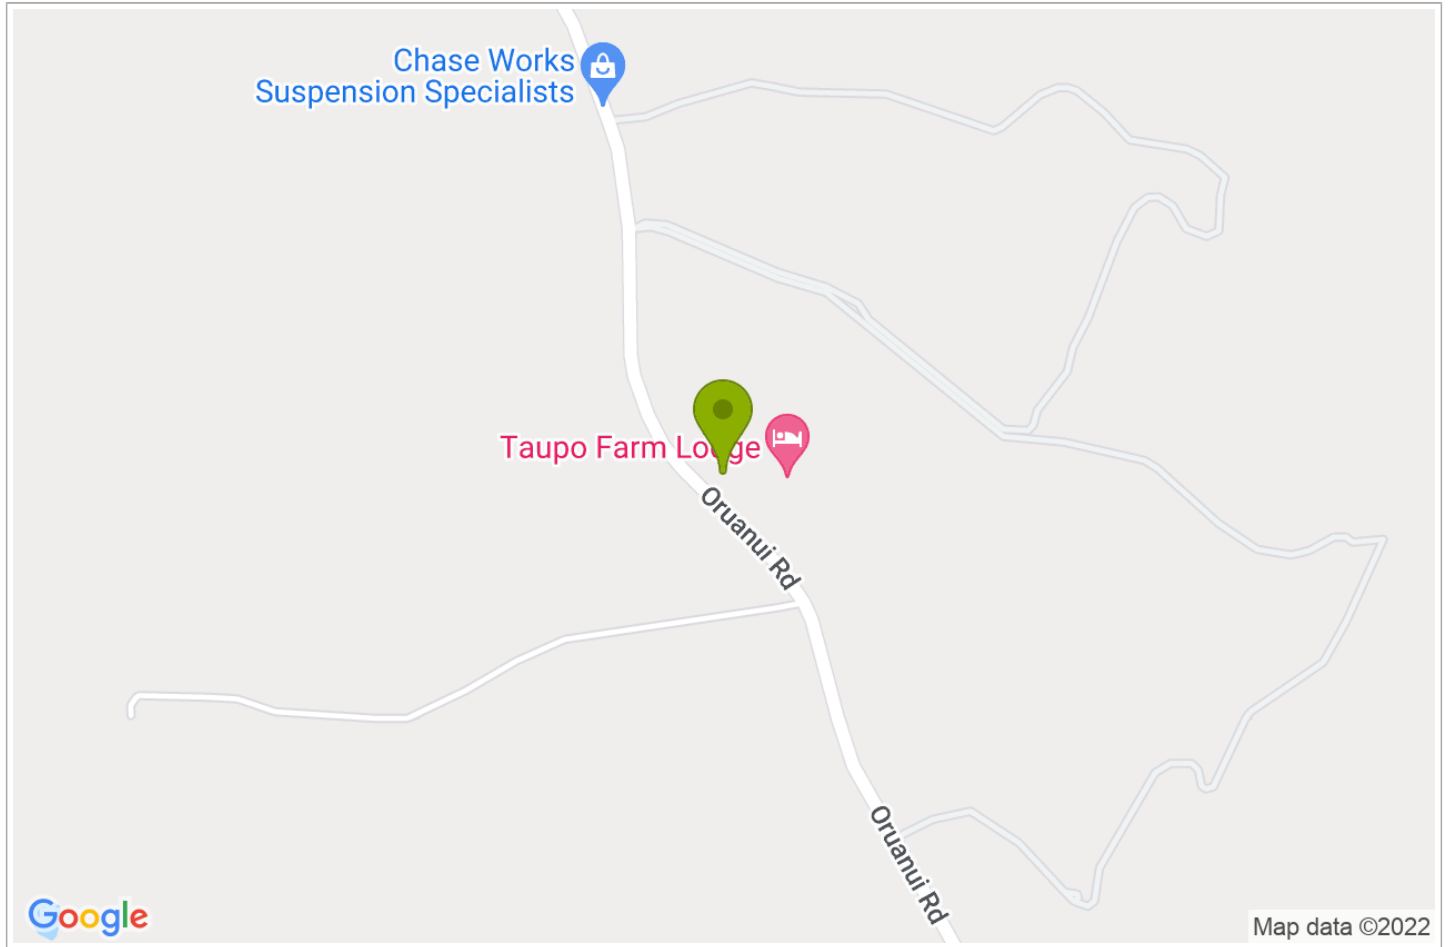 Chase Works
Suspension Specialists
Taupo Farm Lodge
Oruanui Rd
Oruanui Rd
Google
Map data ©2022